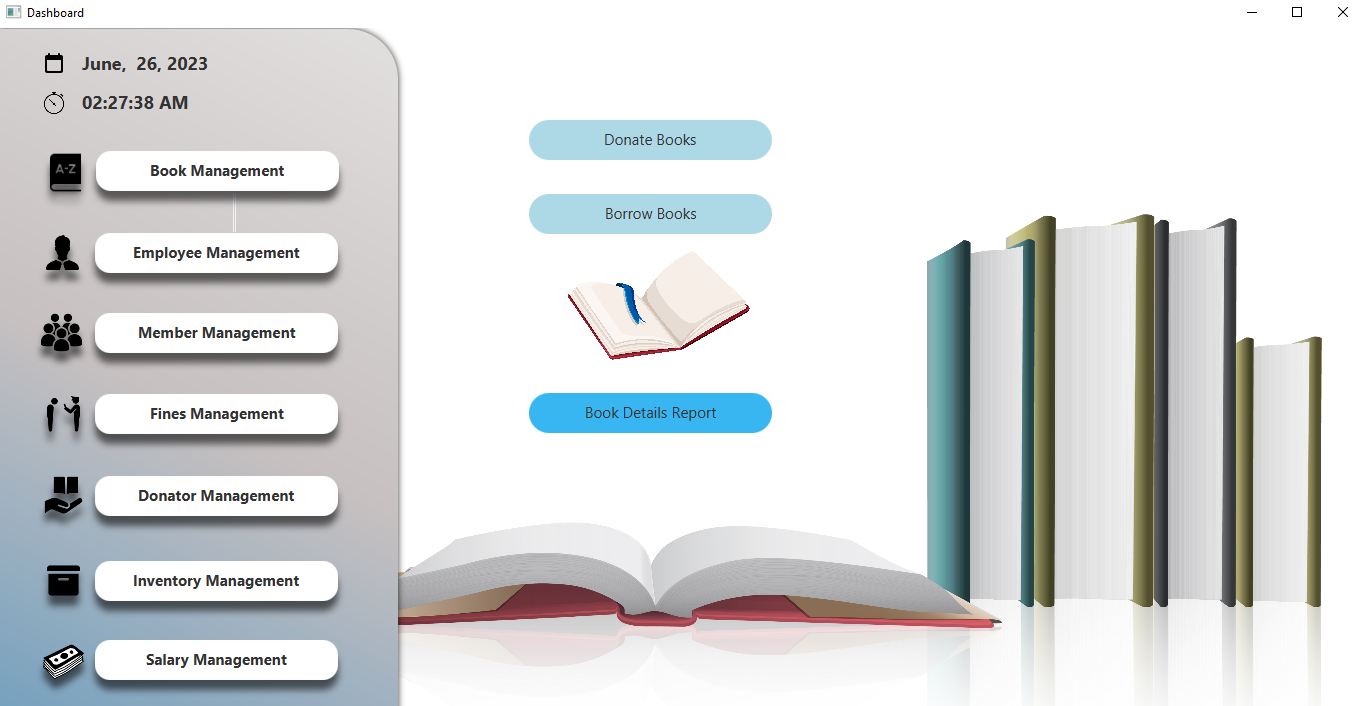 Dashboard
June, 26, 2023
02:27:38 AM
A-Z
Book Management
Employee Management
Member Management
Fines Management
Donator Management
Inventory Management
Salary Management
Donate Books
Borrow Books
Book Details Report